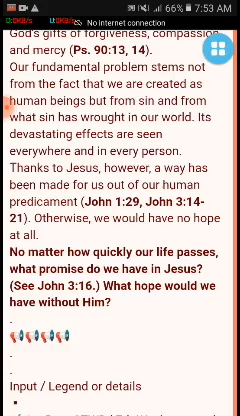 66% 7:53 AM
0:0KB/s U:0KB/s No internet connection
God's gifts of forgiveness, compassion
and mercy (Ps. 90:13, 14).
Our fundamental problem stems not
from the fact that we are created as
human beings but from sin and from
what sin has wrought in our world. Its
devastating effects are seen
everywhere and in every person.
Thanks to Jesus, however, a way has
been made for us out of our human
predicament (John 1:29, John 3:14-
21). Otherwise, we would have no hope
at all.
No matter how quickly our life passes,
what promise do we have in Jesus?
(See John 3:16.) What hope would we
have without Him?
.
.
.
Input / Legend or details